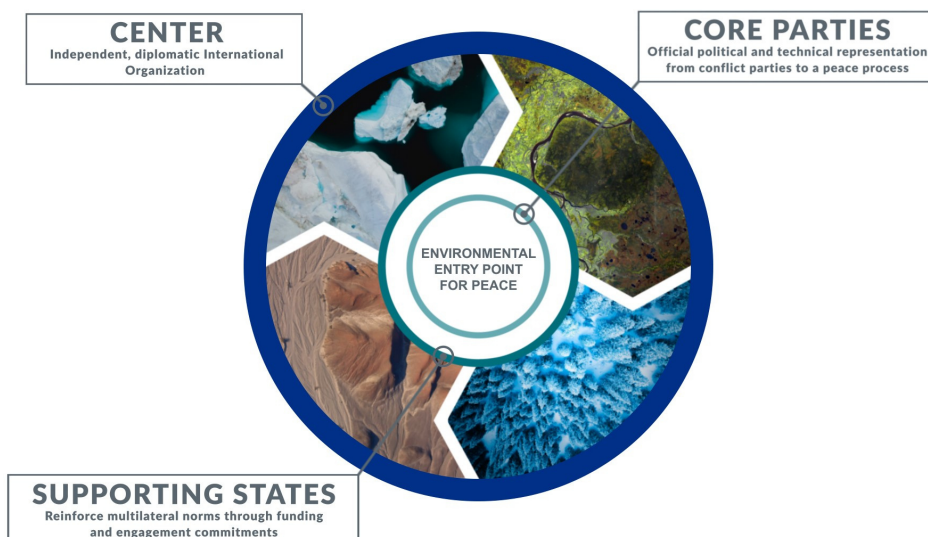 CENTER
Independent, diplomatic International
Organization
CORE PARTIES
Official political and technical representation
from conflict parties to a peace process
ENVIRONMENTAL
ENTRY POINT
FOR PEACE
SUPPORTING STATES
Reinforce multilateral norms through funding
and engagement commitments